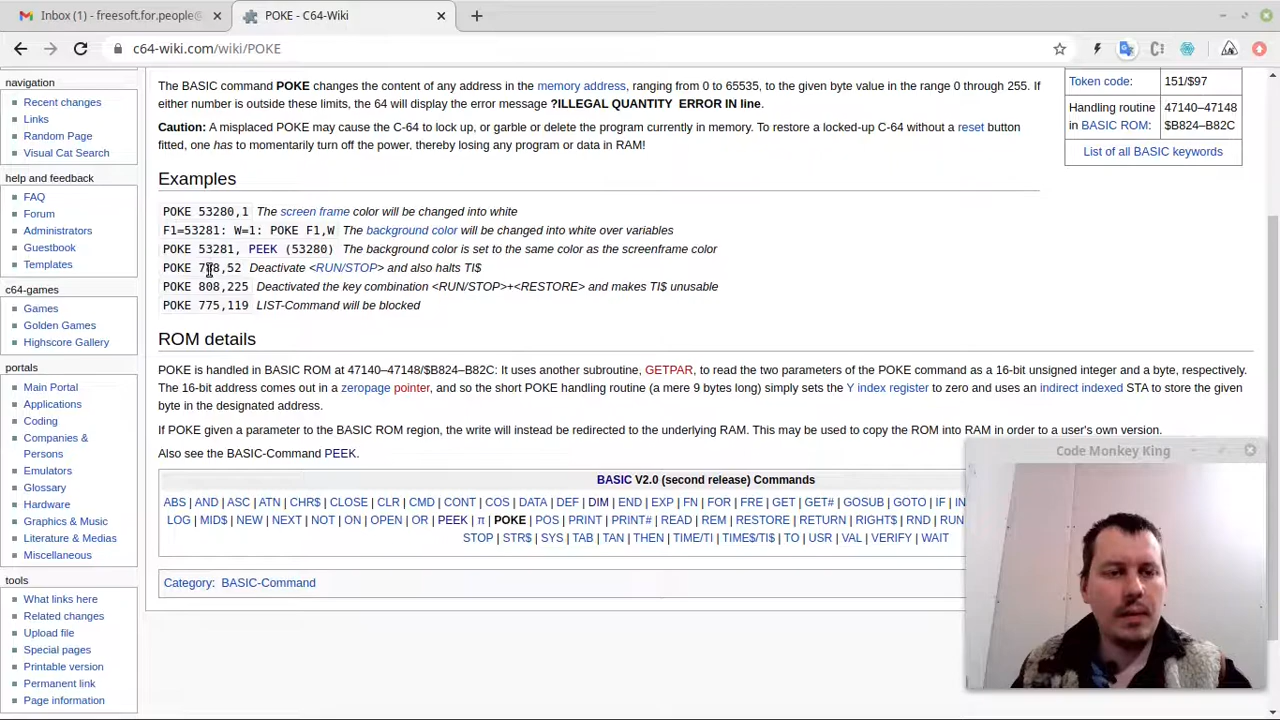 Inbox (1) - freesoft.for.people@
POKE - C64-Wiki
c64-wiki.com/wiki/POKE
navigation
Recent changes
Links
Random Page
Visual Cat Search
help and feedback
FAQ
Forum
Administrators
Guestbook
Templates
c64-games
Games
Golden Games
Highscore Gallery
portals
Main Portal
Applications
Coding
Companies &
Persons
Emulators
Glossary
Hardware
Graphics & Music
Literature & Medias
Miscellaneous
tools
What links here
Related changes
Upload file
Special pages
Printable version
Permanent link
Page information
The BASIC command POKE changes the content of any address in the memory address, ranging from 0 to 65535, to the given byte value in the range 0 through 255. If
either number is outside these limits, the 64 will display the error message ?ILLEGAL QUANTITY ERROR IN line.
Caution: A misplaced POKE may cause the C-64 to lock up, or garble or delete the program currently in memory. To restore a locked-up C-64 without a reset button
fitted, one has to momentarily turn off the power, thereby losing any program or data in RAM!
Token code: 151/$97
Handling routine 47140–47148
in BASIC ROM: $B824–B82C
List of all BASIC keywords
Examples
POKE 53280,1 The screen frame color will be changed into white
F1=53281: W=1: POKE F1,W The background color will be changed into white over variables
POKE 53281, PEEK (53280) The background color is set to the same color as the screenframe color
POKE 788,52 Deactivate <RUN/STOP> and also halts TI$
POKE 808,225 Deactivated the key combination <RUN/STOP>+<RESTORE> and makes TI$ unusable
POKE 775,119 LIST-Command will be blocked
ROM details
POKE is handled in BASIC ROM at 47140–47148/$B824–B82C: It uses another subroutine, GETPAR, to read the two parameters of the POKE command as a 16-bit unsigned integer and a byte, respectively.
The 16-bit address comes out in a zeropage pointer, and so the short POKE handling routine (a mere 9 bytes long) simply sets the Y index register to zero and uses an indirect indexed STA to store the given
byte in the designated address.
If POKE given a parameter to the BASIC ROM region, the write will instead be redirected to the underlying RAM. This may be used to copy the ROM into RAM in order to a user's own version.
Also see the BASIC-Command PEEK.
BASIC V2.0 (second release) Commands
ABS | AND | ASC | ATN | CHR$ | CLOSE | CLR | CMD | CONT | COS | DATA | DEF | DIM | END | EXP | FN | FOR | FRE | GET | GET# | GOSUB | GOTO | IF | IN
LOG | MID$ | NEW | NEXT | NOT | ON | OPEN | OR | PEEK | π | POKE | POS | PRINT | PRINT# | READ | REM | RESTORE | RETURN | RIGHT$ | RND | RUN
STOP | STR$ | SYS | TAB | TAN | THEN | TIME/TI | TIME$/TI$ | TO | USR | VAL | VERIFY | WAIT
Category: BASIC-Command
Code Monkey King